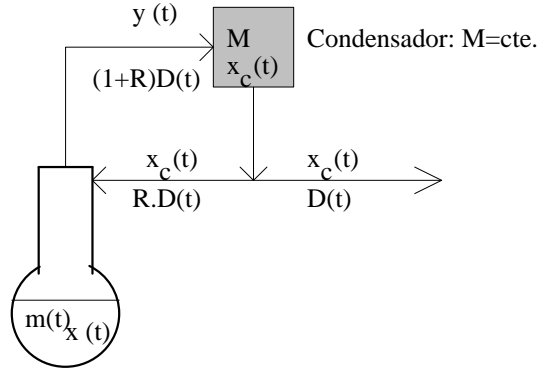 y (t)
M
Condensador: M=cte.
(1+R)D(t)
x_c(t)
x_c(t)
x_c(t)
R.D(t)
D(t)
m(t)
x (t)